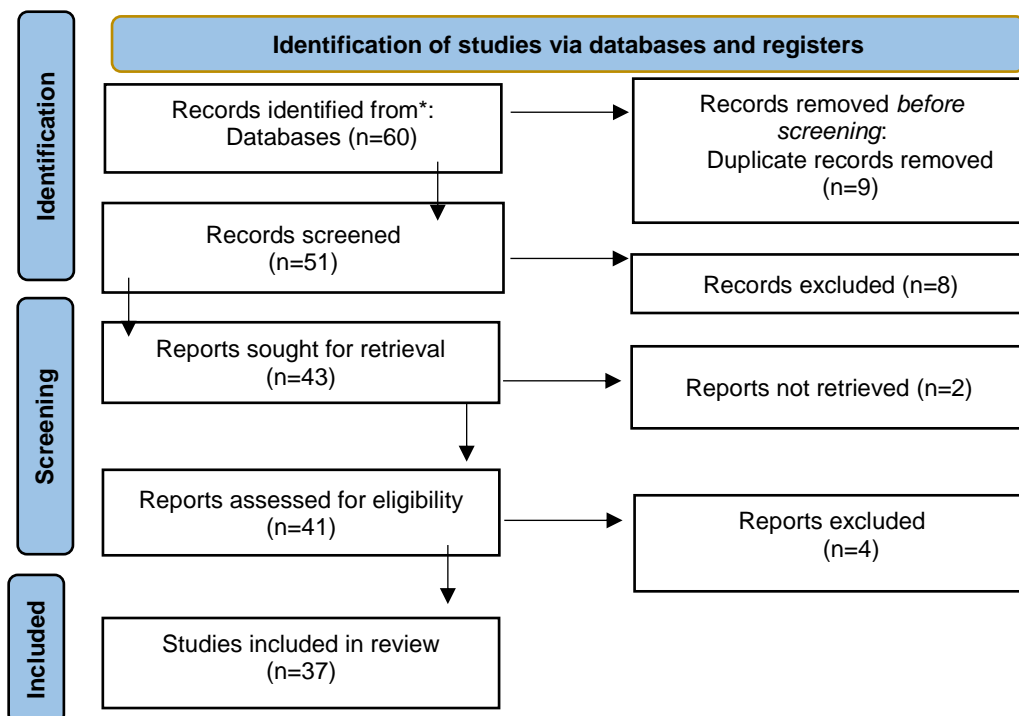 Identification of studies via databases and registers
Identification
Records identified from*:
Databases (n=60)
Records removed before
screening:
Duplicate records removed
(n=9)
Records screened
(n=51)
Records excluded (n=8)
Screening
Reports sought for retrieval
(n=43)
Reports not retrieved (n=2)
Reports assessed for eligibility
(n=41)
Reports excluded
(n=4)
Included
Studies included in review
(n=37)